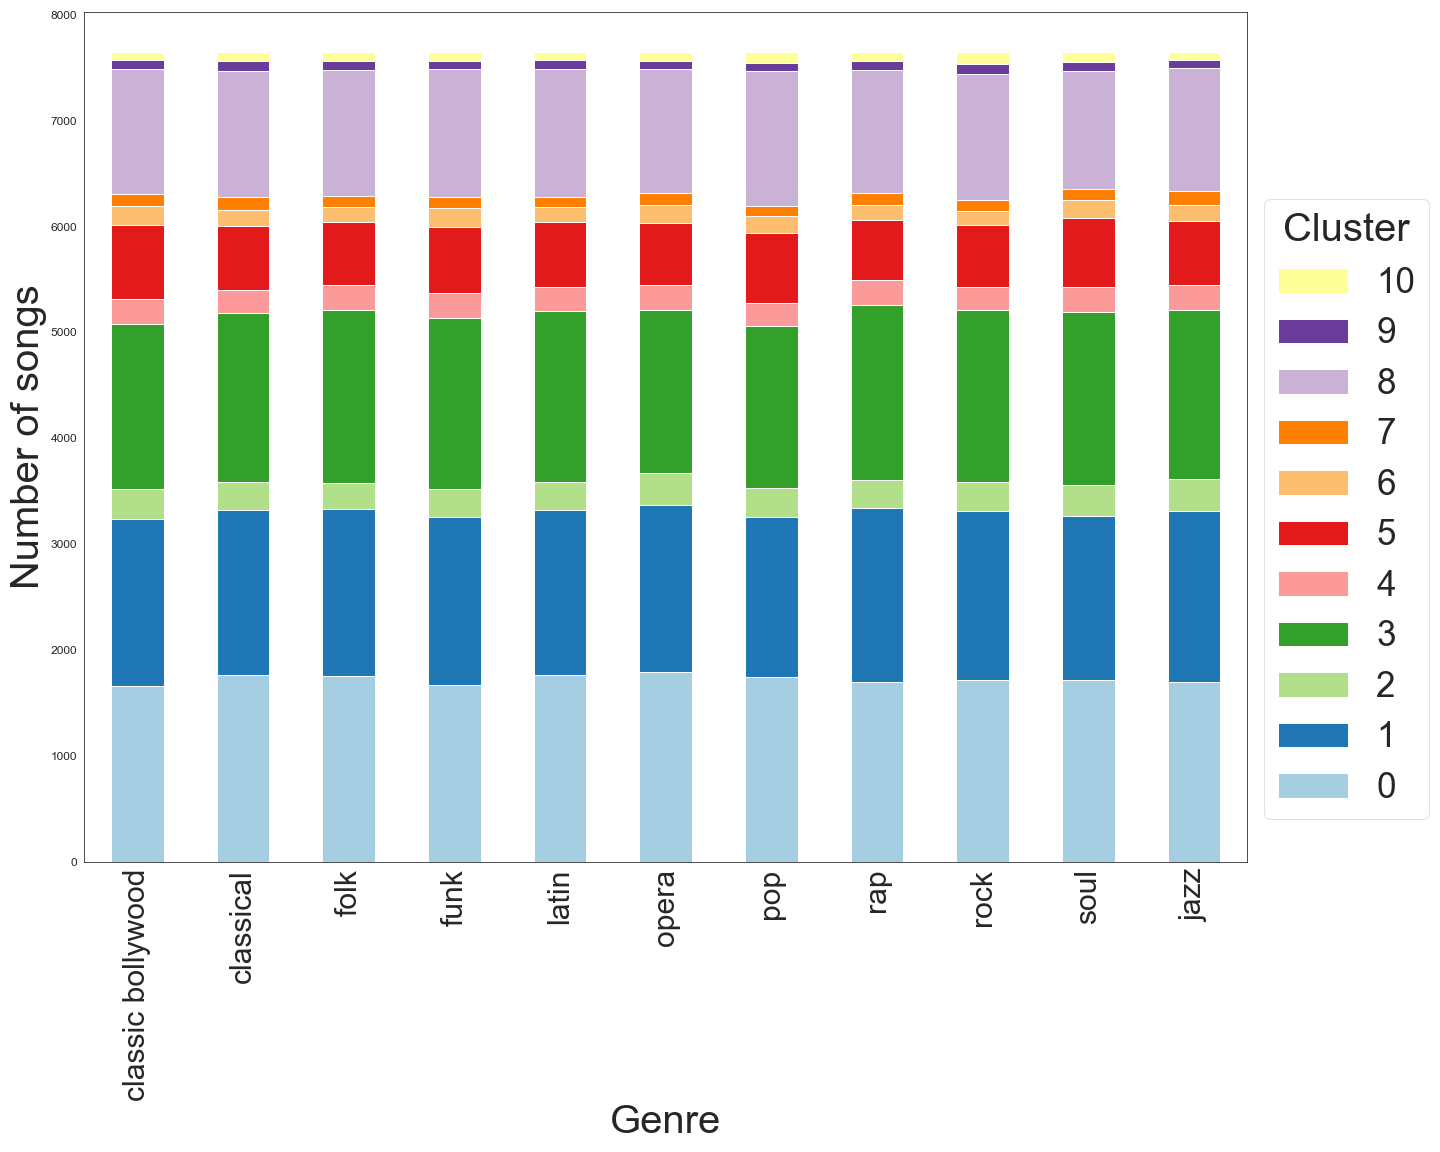 8000
7000
6000
5000
4000
3000
2000
1000
0
Number of songs
classic bollywood
classical
folk
funk
latin
opera
pop
rap
rock
soul
jazz
Genre
Cluster
10
9
8
7
6
5
4
3
2
1
0